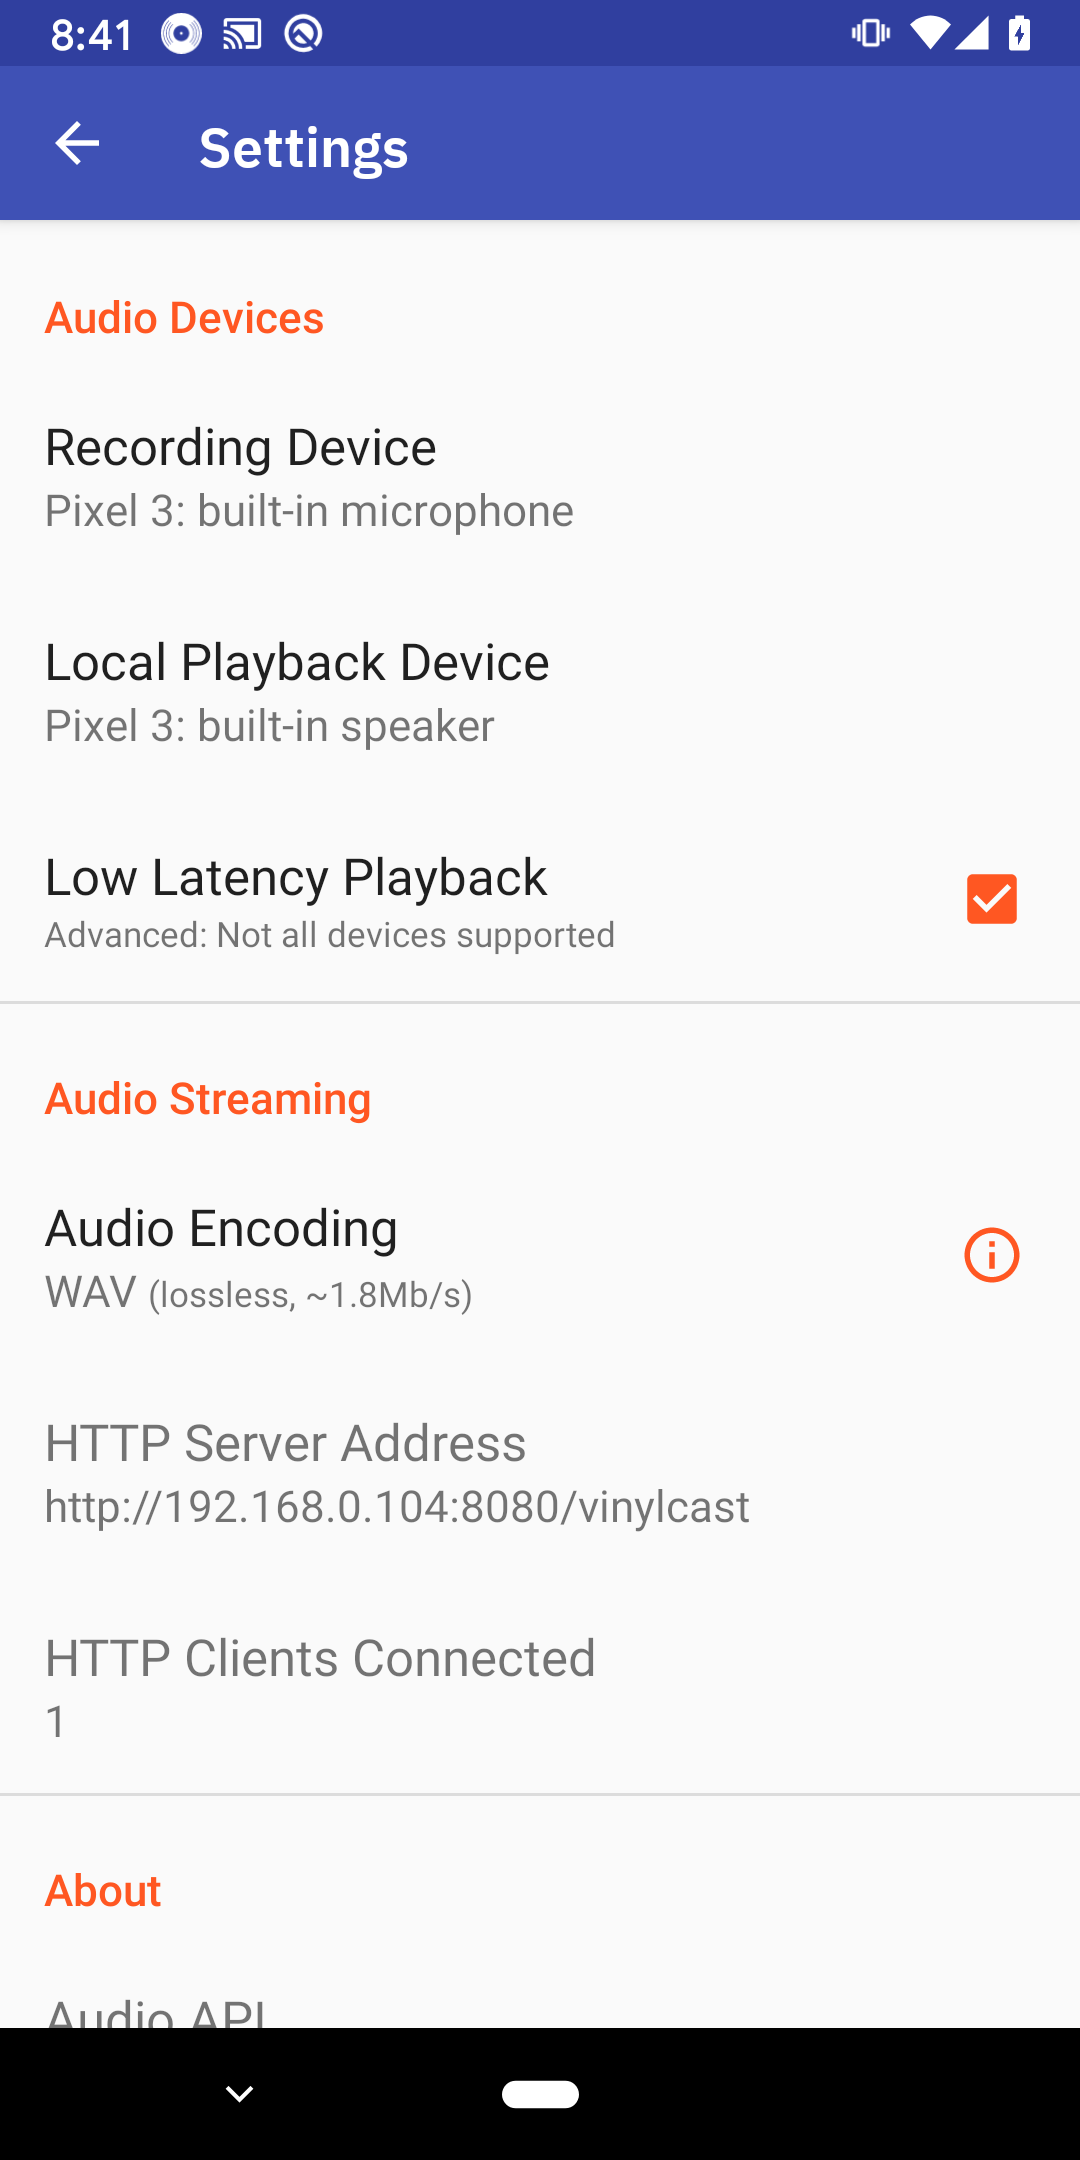 8:41
Settings
Audio Devices
Recording Device
Pixel 3: built-in microphone
Local Playback Device
Pixel 3: built-in speaker
Low Latency Playback
Advanced: Not all devices supported
Audio Streaming
Audio Encoding
WAV (lossless, ~1.8Mb/s)
HTTP Server Address
http://192.168.0.104:8080/vinylcast
HTTP Clients Connected
1
About
Audio API